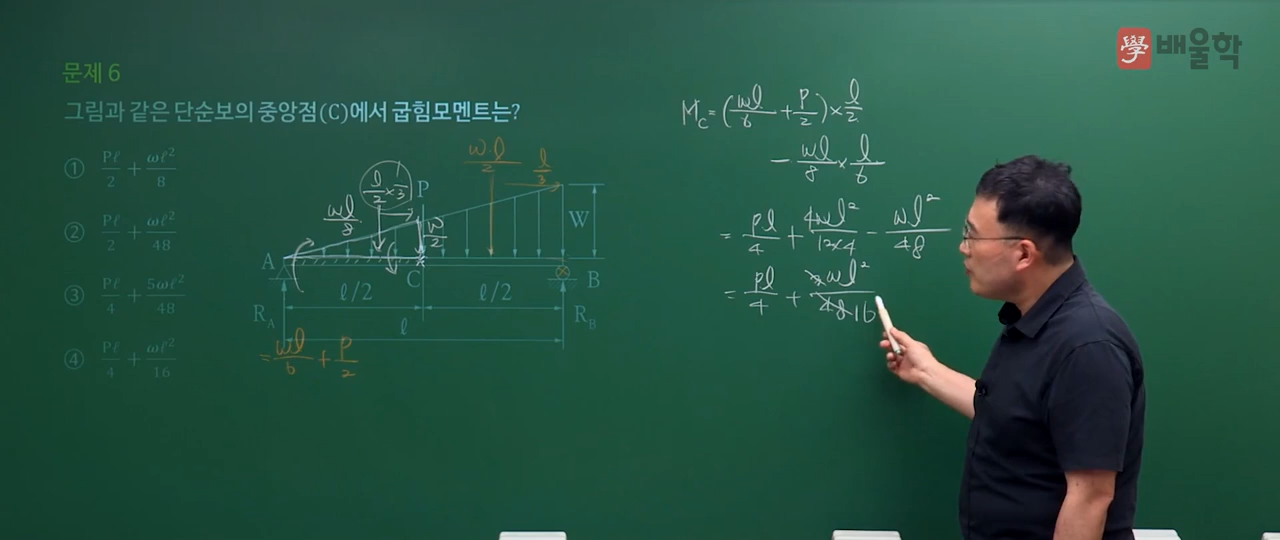 學 배울학
문제 6
그림과 같은 단순보의 중앙점(C)에서 굽힘모멘트는?
① Pℓ/2 + ωℓ²/8
② Pℓ/2 + ωℓ²/48
③ Pℓ/4 + 5ωℓ²/48
④ Pℓ/4 + ωℓ²/16
w·l/2
l/3
l/2 × 1/3
P
wl/8
w/2
W
A
C
B
ℓ/2
ℓ/2
R_A
R_B
ℓ
= wl/6 + P/2
M_C = (wl/6 + P/2) × l/2
- wl/8 × l/6
= Pl/4 + 4wl²/12×4 - wl²/48
= Pl/4 + 3wl²/48 16